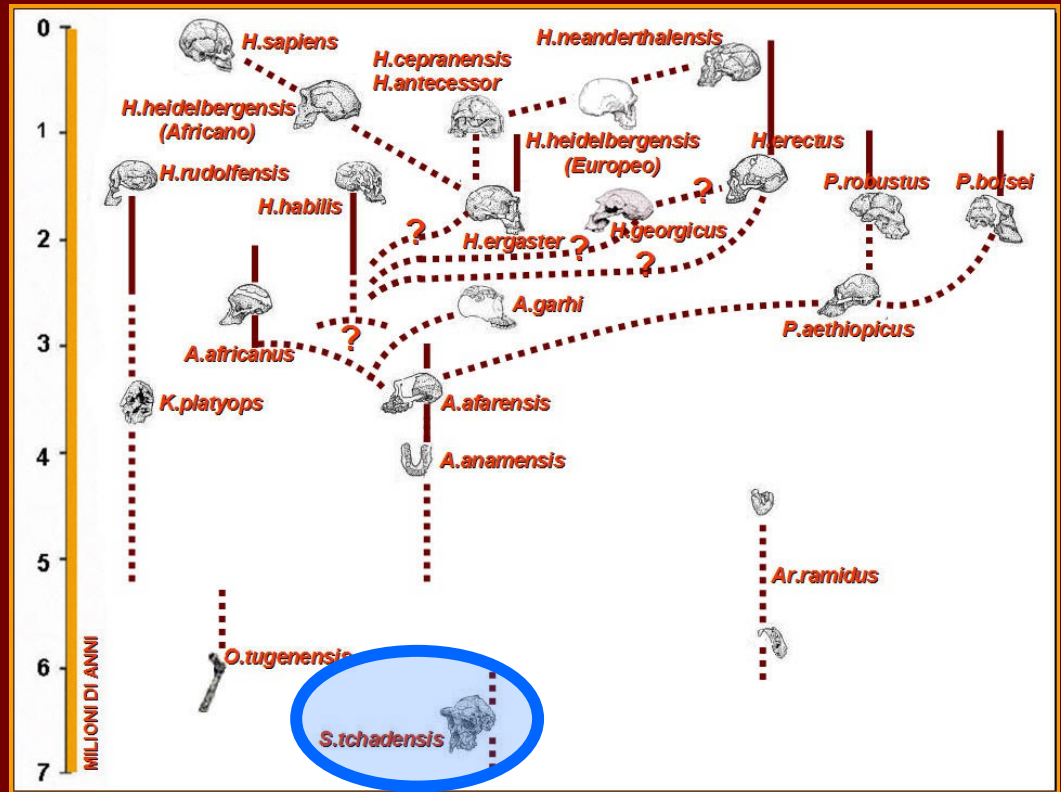 0
H.sapiens
H.neanderthalensis
H.cepranensis
H.antecessor
H.heidelbergensis
(Africano)
1
H.heidelbergensis
(Europeo)
H.erectus
H.rudolfensis
H.habilis
P.robustus
P.boisei
?
2
?
H.ergaster
?
H.georgicus
?
A.garhi
P.aethiopicus
?
3
A.africanus
K.platyops
A.afarensis
4
A.anamensis
5
Ar.ramidus
O.tugenensis
6
S.tchadensis
7
MILIONI DI ANNI